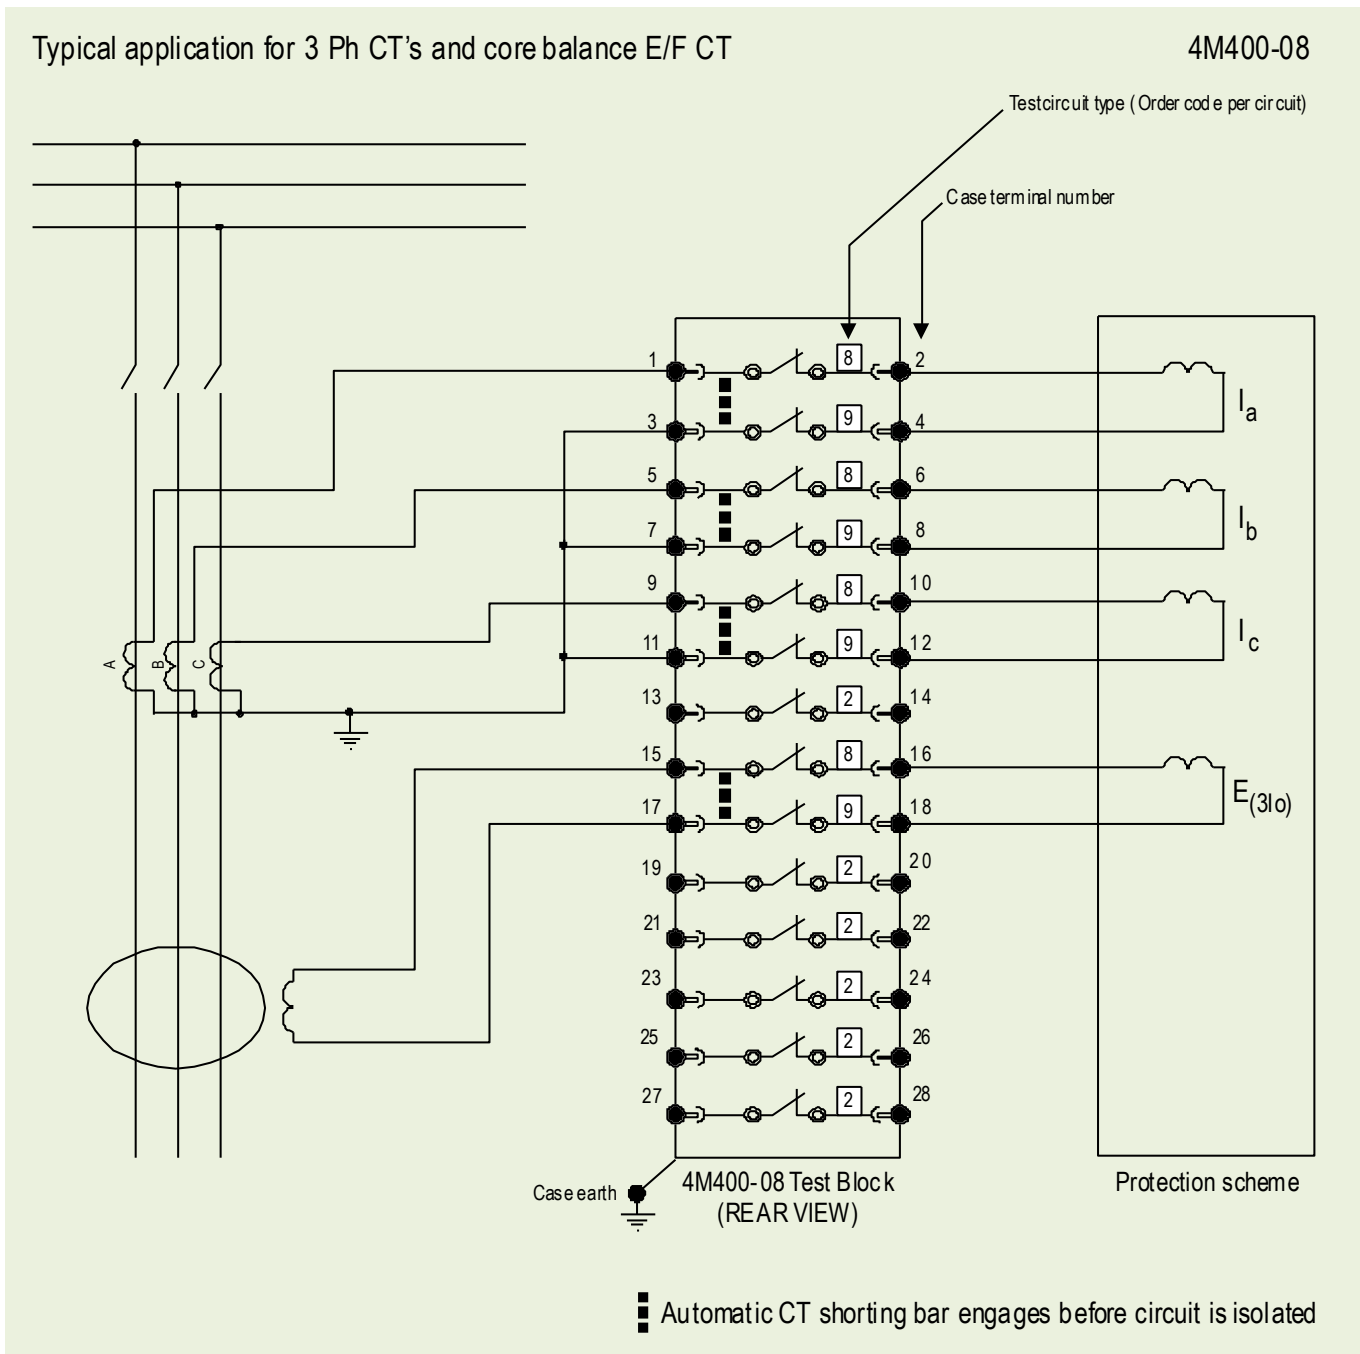 Typical application for 3 Ph CT's and core balance E/F CT 4M400-08
Test circuit type (Order code per circuit)
Case terminal number
1 8 2
3 9 4
I a
5 8 6
7 9 8
I b
9 8 10
11 9 12
I c
A B C
13 2 14
15 8 16
17 9 18
E (3Io)
19 2 20
21 2 22
23 2 24
25 2 26
27 2 28
Case earth
4M400-08 Test Block
(REAR VIEW)
Protection scheme
Automatic CT shorting bar engages before circuit is isolated